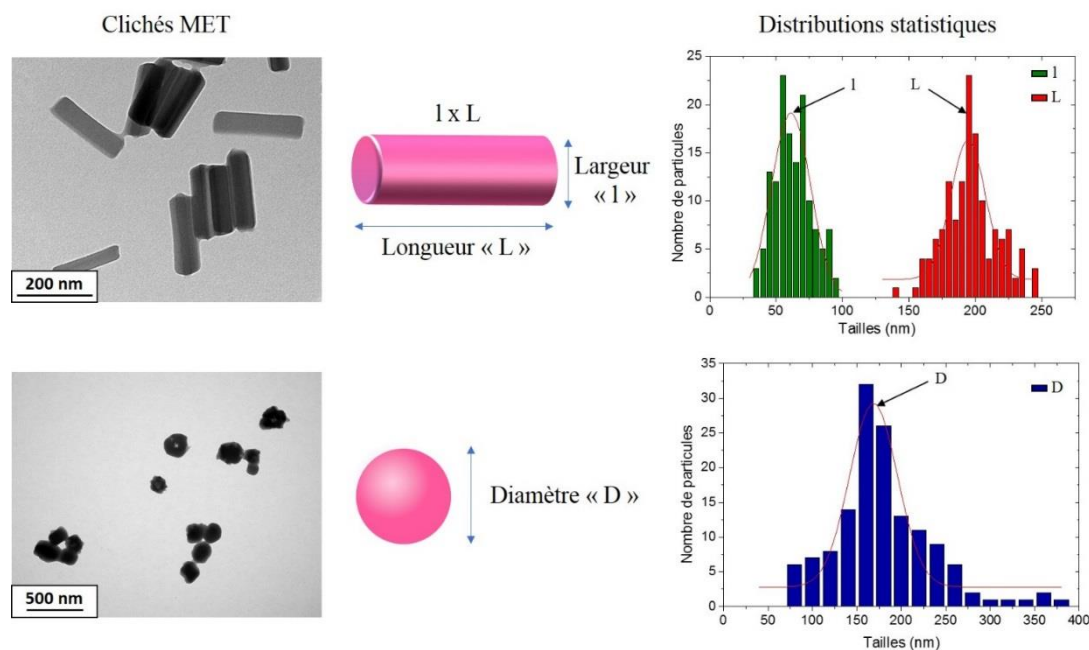 Clichés MET
Distributions statistiques
200 nm
l x L
Largeur
« l »
Longueur « L »
25
20
15
10
5
0
Nombre de particules
l
L
l
L
0
50
100
150
200
250
Tailles (nm)
500 nm
Diamètre « D »
35
30
25
20
15
10
5
0
Nombre de particules
D
D
0
50
100
150
200
250
300
350
400
Tailles (nm)